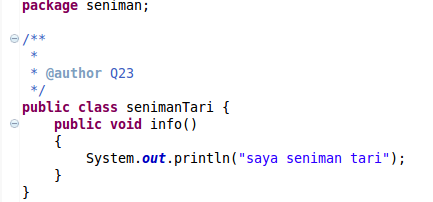 package seniman;
/**
*
* @author Q23
*/
public class senimanTari {
public void info()
{
System.out.println("saya seniman tari");
}
}